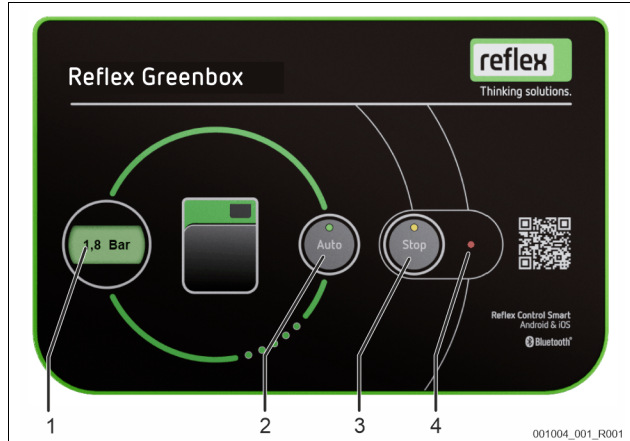 Reflex Greenbox
reflex
Thinking solutions.
1,8 Bar
Auto
Stop
Reflex Control Smart
Android & iOS
Bluetooth®
1
2
3
4
001004_001_R001